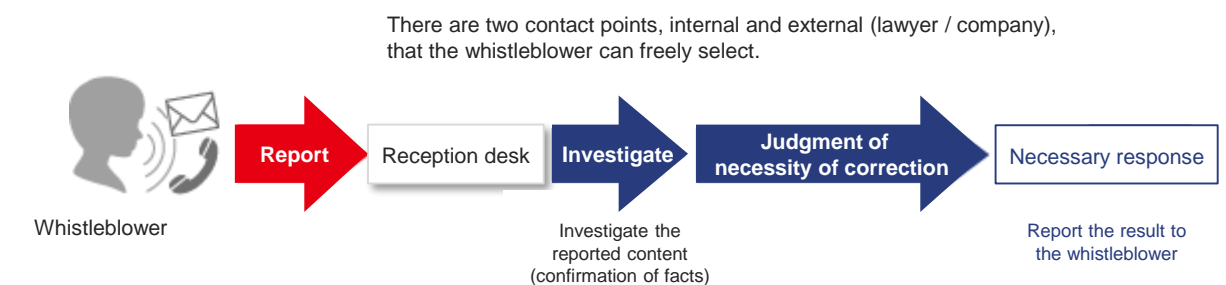 There are two contact points, internal and external (lawyer / company),
that the whistleblower can freely select.
Report
Reception desk
Investigate
Judgment of
necessity of correction
Necessary response
Whistleblower
Investigate the
reported content
(confirmation of facts)
Report the result to
the whistleblower